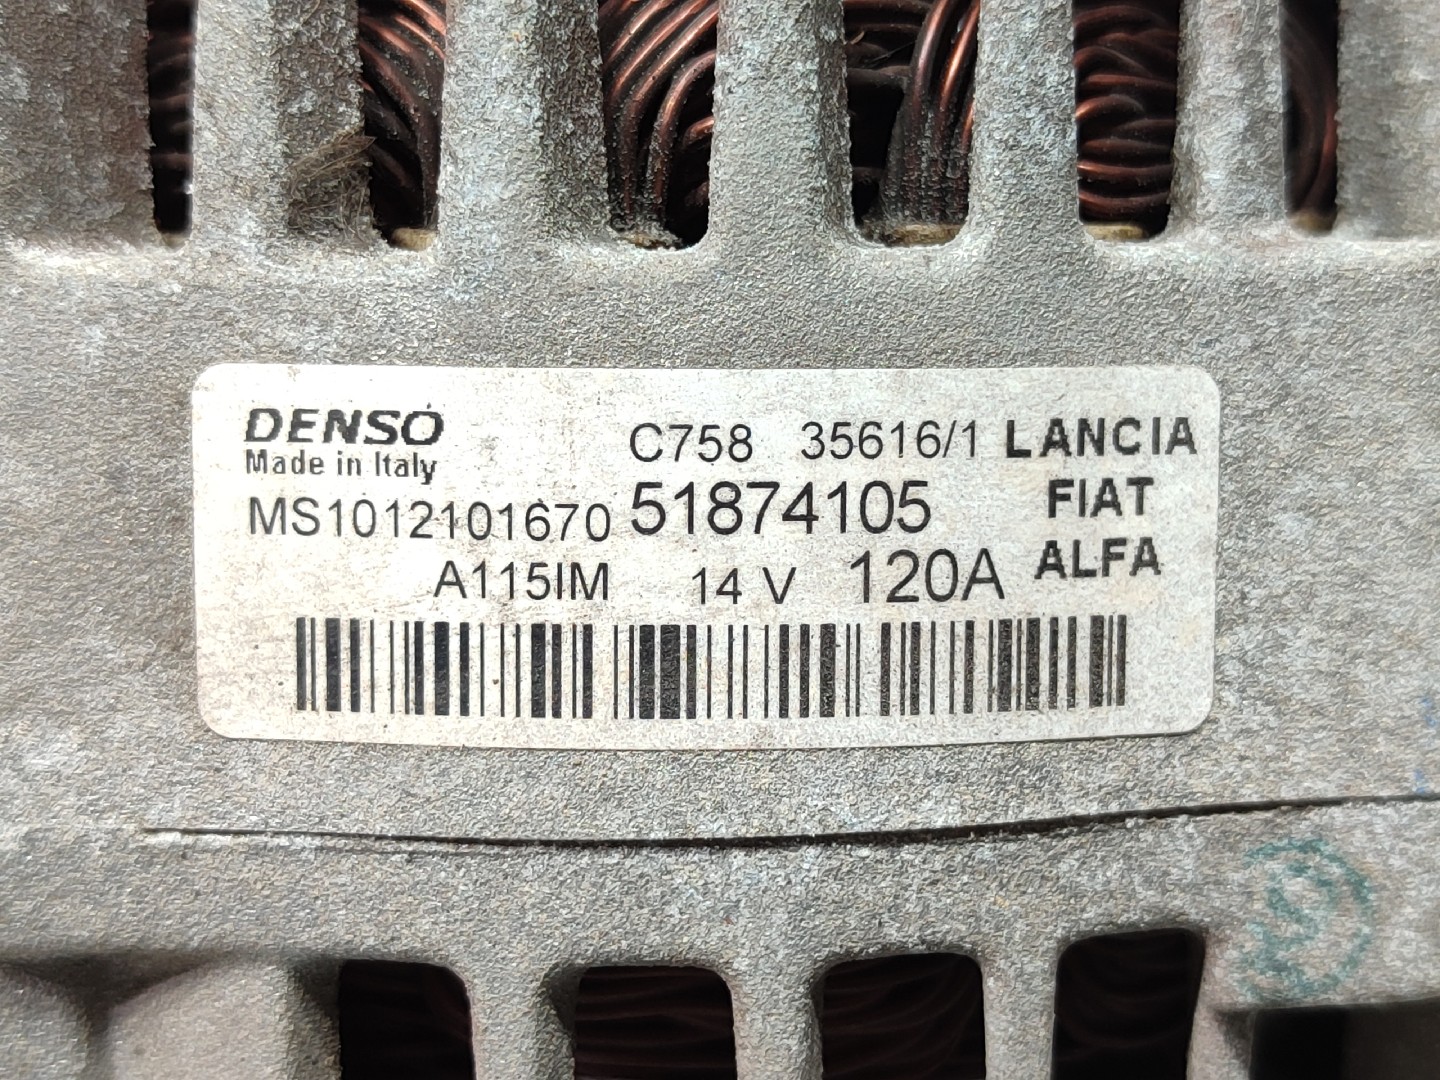 DENSO
Made in Italy
C758 35616/1 LANCIA
MS1012101670 51874105 FIAT
A115IM 14 V 120A ALFA